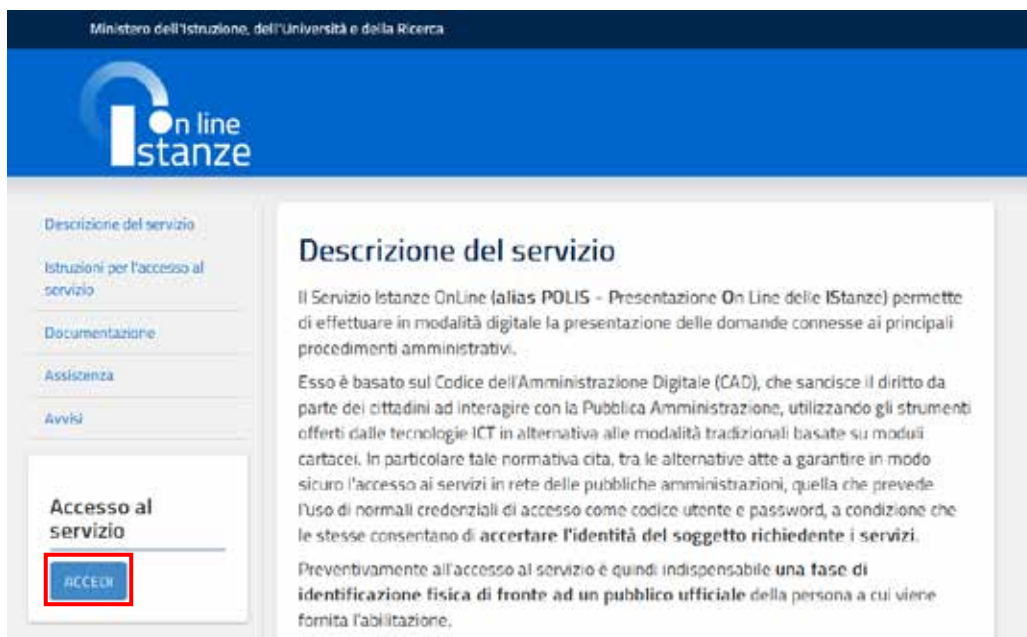 Ministero dell'Istruzione, dell'Università e della Ricerca
On line
Istanze
Descrizione del servizio
Istruzioni per l'accesso al
servizio
Documentazione
Assistenza
Avvisi
Accesso al
servizio
ACCEDI
Descrizione del servizio
Il Servizio Istanze OnLine (alias POLIS - Presentazione On Line delle IStanze) permette
di effettuare in modalità digitale la presentazione delle domande connesse ai principali
procedimenti amministrativi.
Esso è basato sul Codice dell'Amministrazione Digitale (CAD), che sancisce il diritto da
parte dei cittadini ad interagire con la Pubblica Amministrazione, utilizzando gli strumenti
offerti dalle tecnologie ICT in alternativa alle modalità tradizionali basate su moduli
cartacei. In particolare tale normativa cita, tra le alternative atte a garantire in modo
sicuro l'accesso ai servizi in rete delle pubbliche amministrazioni, quella che prevede
l'uso di normali credenziali di accesso come codice utente e password, a condizione che
le stesse consentano di accertare l'identità del soggetto richiedente i servizi.
Preventivamente all'accesso al servizio è quindi indispensabile una fase di
identificazione fisica di fronte ad un pubblico ufficiale della persona a cui viene
fornita l'abilitazione.